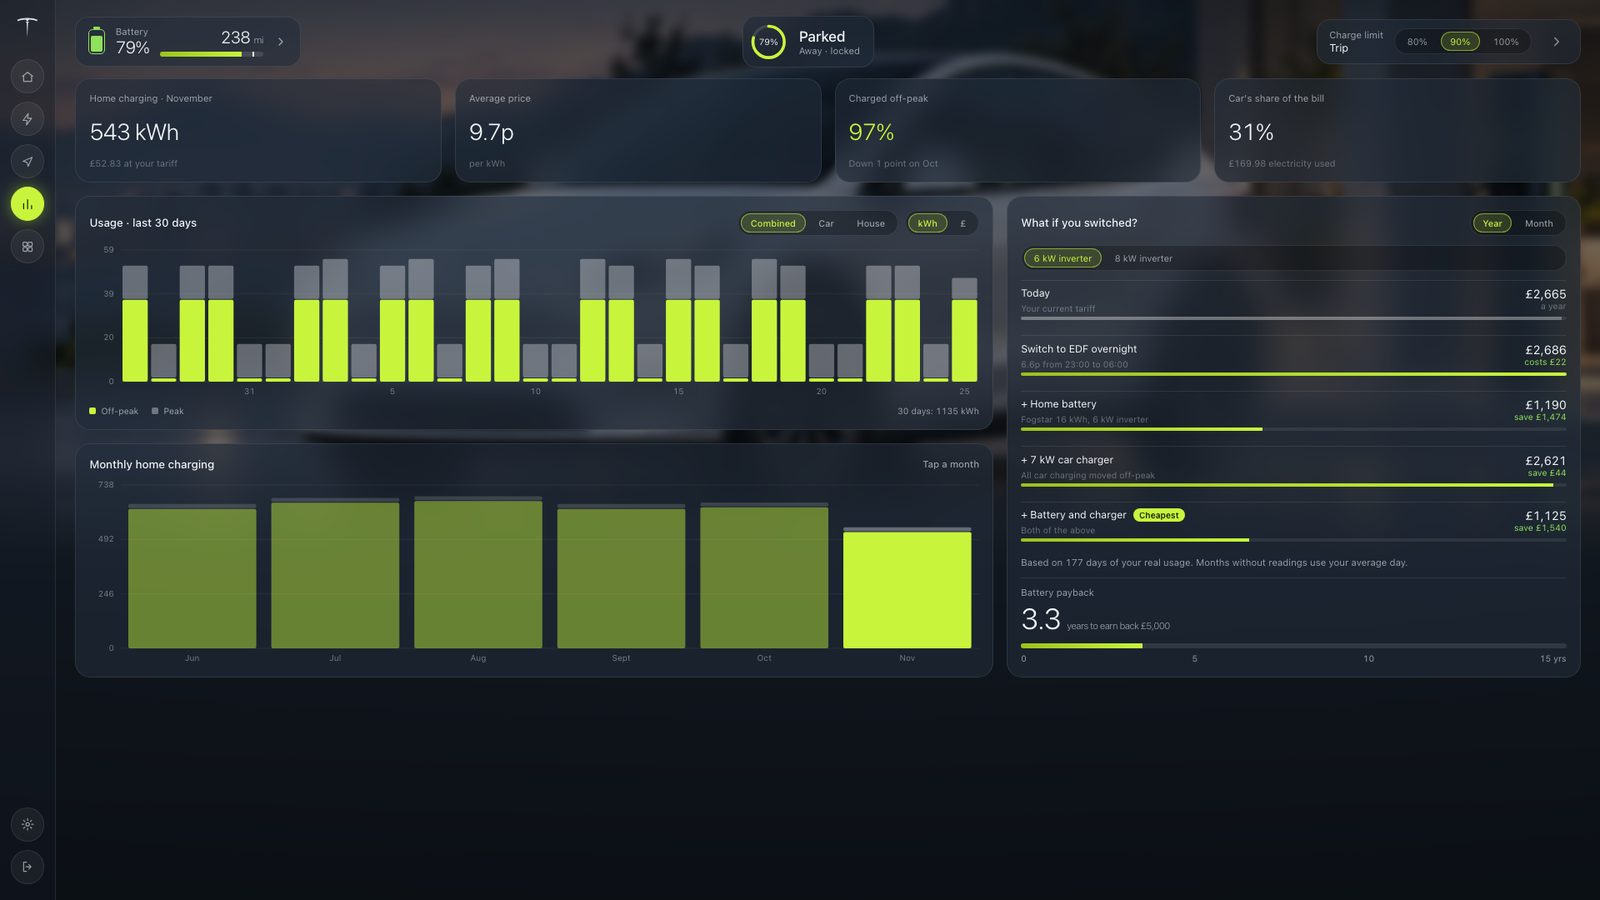 Battery
79%
238 mi
79%
Parked
Away · locked
Charge limit
Trip
80%
90%
100%
Home charging · November
543 kWh
£52.83 at your tariff
Average price
9.7p
per kWh
Charged off-peak
97%
Down 1 point on Oct
Car's share of the bill
31%
£169.98 electricity used
Usage · last 30 days
Combined
Car
House
kWh
£
59
39
20
0
31
5
10
15
20
25
Off-peak
Peak
30 days: 1135 kWh
Monthly home charging
Tap a month
738
492
246
0
Jun
Jul
Aug
Sept
Oct
Nov
What if you switched?
Year
Month
6 kW inverter
8 kW inverter
Today
£2,665
Your current tariff
a year
Switch to EDF overnight
£2,686
6.6p from 23:00 to 06:00
costs £22
+ Home battery
£1,190
Fogstar 16 kWh, 6 kW inverter
save £1,474
+ 7 kW car charger
£2,621
All car charging moved off-peak
save £44
+ Battery and charger
Cheapest
£1,125
Both of the above
save £1,540
Based on 177 days of your real usage. Months without readings use your average day.
Battery payback
3.3 years to earn back £5,000
0
5
10
15 yrs